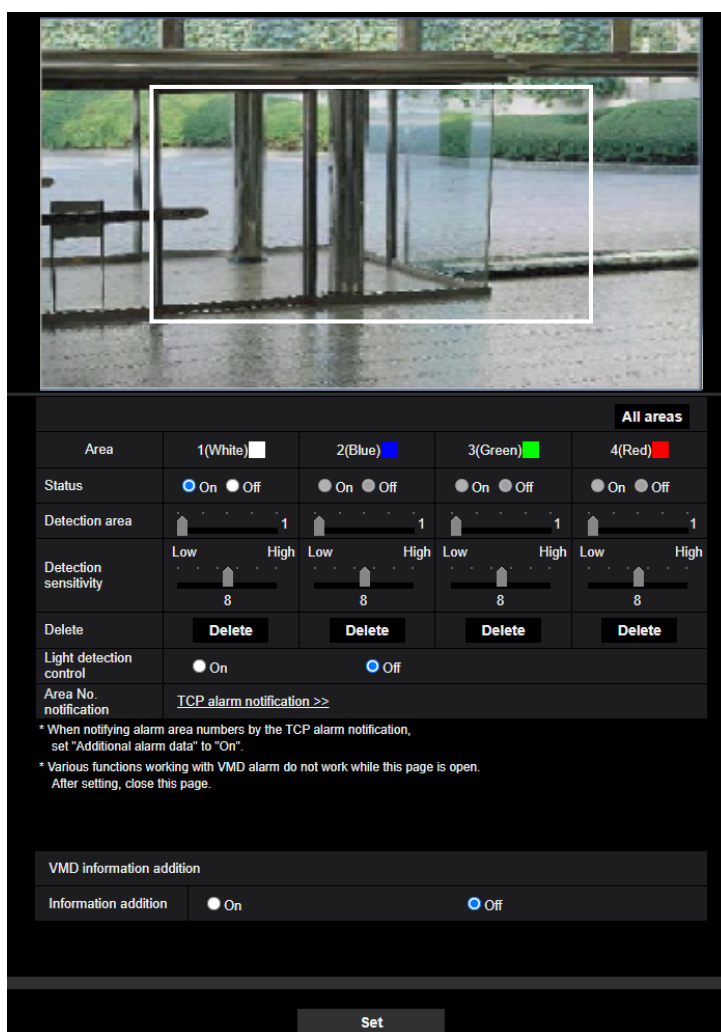 All areas
Area 1(White) 2(Blue) 3(Green) 4(Red)
Status On Off On Off On Off On Off
Detection area 1 1 1 1
Low High Low High Low High Low High
Detection
sensitivity
8 8 8 8
Delete Delete Delete Delete Delete
Light detection
control On Off
Area No.
notification TCP alarm notification >>
* When notifying alarm area numbers by the TCP alarm notification,
set "Additional alarm data" to "On".
* Various functions working with VMD alarm do not work while this page is open.
After setting, close this page.
VMD information addition
Information addition On Off
Set